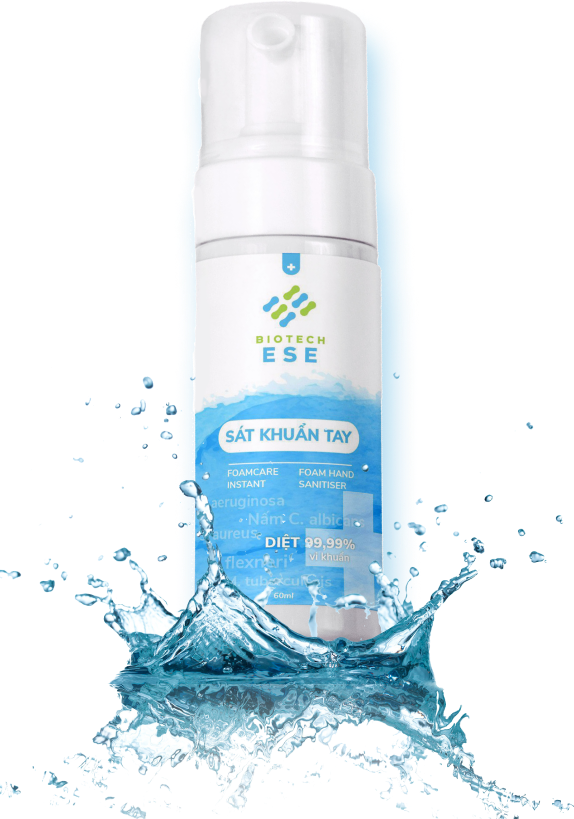 BIOTECH
ESE
SÁT KHUẨN TAY
FOAMCARE
INSTANT
FOAM HAND
SANITISER
aeruginosa
Nấm C. albicans
aureus,
DIỆT 99.99%
vi khuẩn
flexneri
tuberculosis
60ml